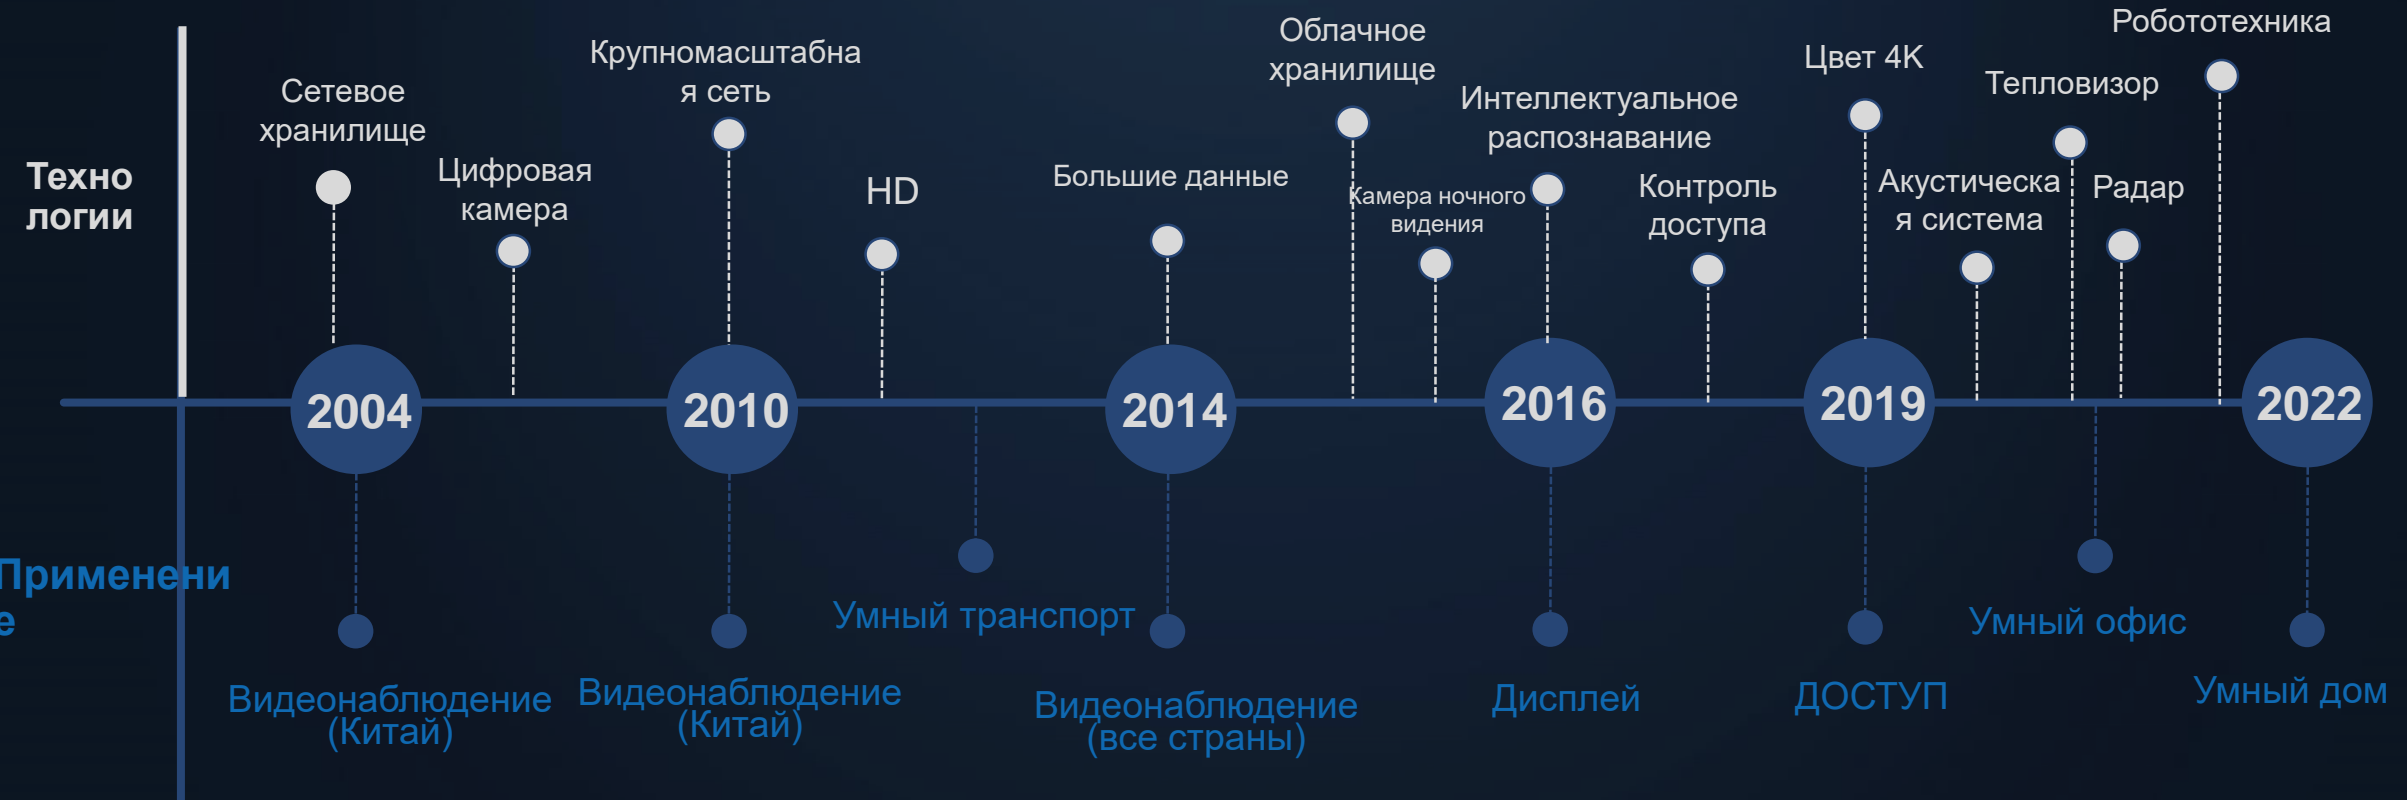 Техно
логии
Сетевое
хранилище
Цифровая
камера
Крупномасштабна
я сеть
HD
Большие данные
Облачное
хранилище
Камера ночного
видения
Интеллектуальное
распознавание
Контроль
доступа
Цвет 4K
Акустическа
я система
Тепловизор
Радар
Робототехника
2004
2010
2014
2016
2019
2022
Применени
е
Видеонаблюдение
(Китай)
Видеонаблюдение
(Китай)
Умный транспорт
Видеонаблюдение
(все страны)
Дисплей
ДОСТУП
Умный офис
Умный дом